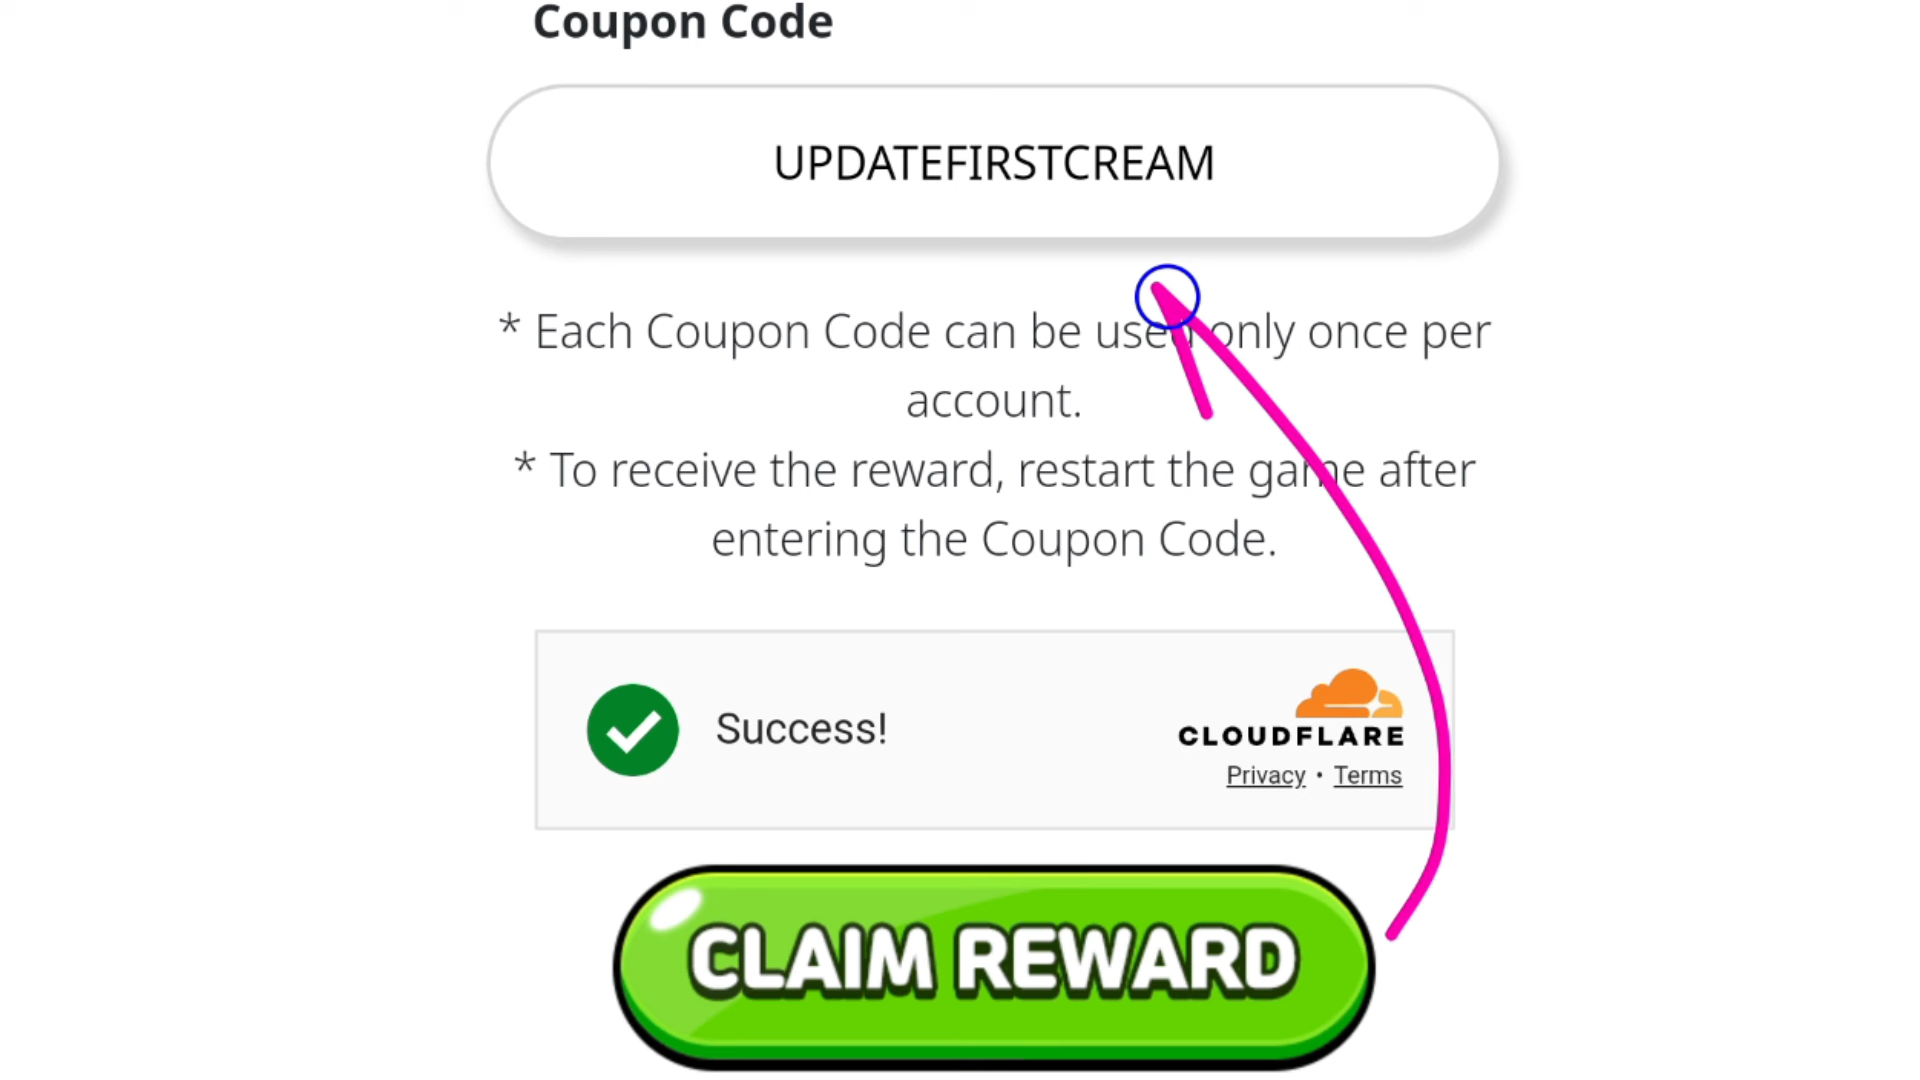 Coupon Code
UPDATEFIRSTCREAM
* Each Coupon Code can be used only once per
account.
* To receive the reward, restart the game after
entering the Coupon Code.
Success!
CLOUDFLARE
Privacy • Terms
CLAIM REWARD